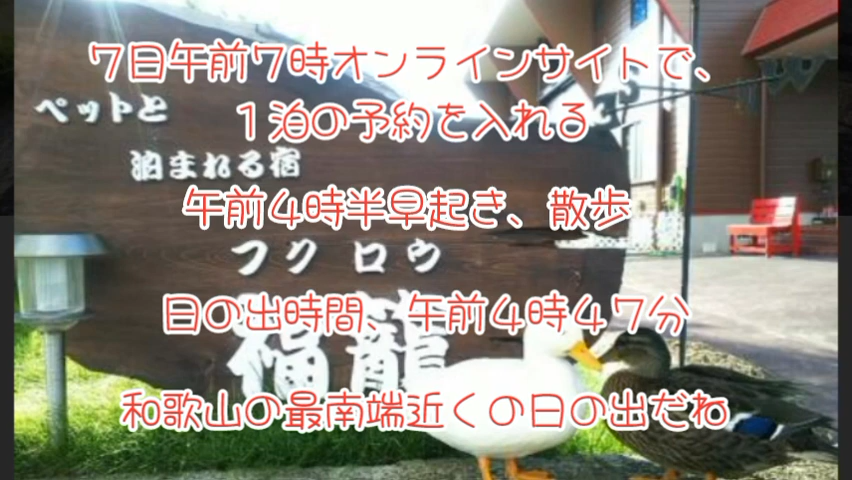 7日午前7時オンラインサイトで、
1泊の予約を入れる
ペットと
泊まれる宿
午前4時半早起き、散歩
フクロウ
福籠
日の出時間、午前4時47分
和歌山の最南端近くの日の出だね